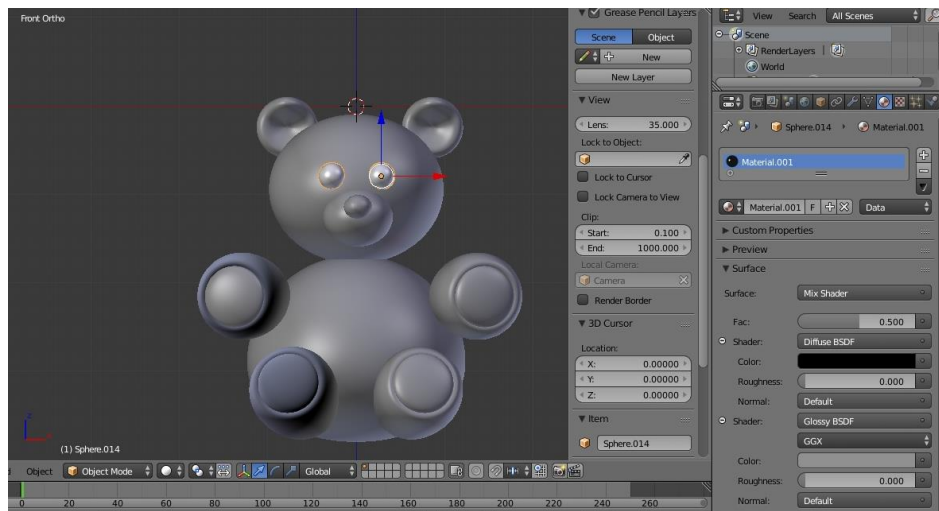 Front Ortho
z
x
(1) Sphere.014
Object
Object Mode
Global
0 20 40 60 80 100 120 140 160 180 200 220 240 260
Grease Pencil Layers
Scene Object
New
New Layer
View
Lens: 35.000
Lock to Object:
Lock to Cursor
Lock Camera to View
Clip:
Start: 0.100
End: 1000.000
Local Camera:
Camera
Render Border
3D Cursor
Location:
X: 0.00000
Y: 0.00000
Z: 0.00000
Item
Sphere.014
View Search All Scenes
Scene
RenderLayers
World
Sphere.014 Material.001
Material.001
Material.001 F Data
Custom Properties
Preview
Surface
Surface: Mix Shader
Fac: 0.500
Shader: Diffuse BSDF
Color:
Roughness: 0.000
Normal: Default
Shader: Glossy BSDF
GGX
Color:
Roughness: 0.000
Normal: Default